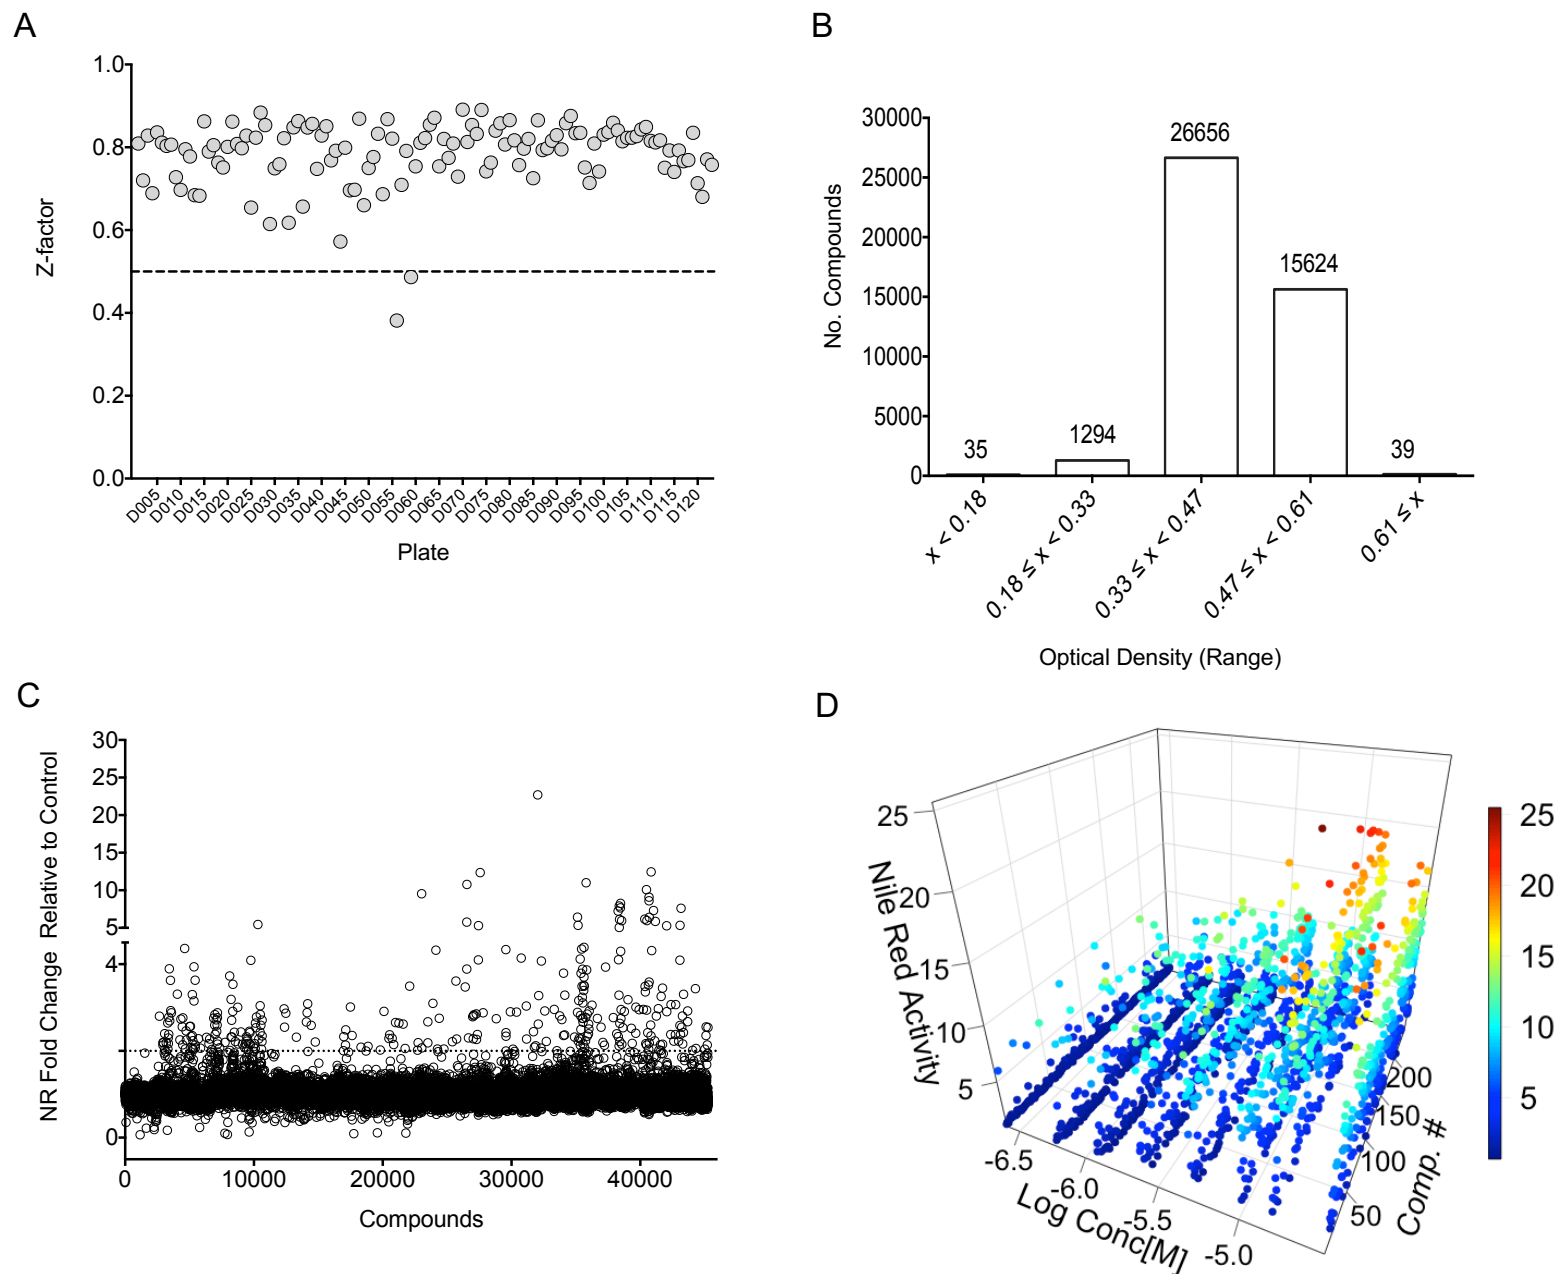 A
1.0
0.8
0.6
0.4
0.2
0.0
Z-factor
D005
D010
D015
D020
D025
D030
D035
D040
D045
D050
D055
D060
D065
D070
D075
D080
D085
D090
D095
D100
D105
D110
D115
D120
Plate
B
30000
25000
20000
15000
10000
5000
0
No. Compounds
35
1294
26656
15624
39
x < 0.18
0.18 ≤ x < 0.33
0.33 ≤ x < 0.47
0.47 ≤ x < 0.61
0.61 ≤ x
Optical Density (Range)
C
30
25
20
15
10
5
4
0
NR Fold Change Relative to Control
0
10000
20000
30000
40000
Compounds
D
25
20
15
10
5
Nile Red Activity
-6.5
-6.0
-5.5
-5.0
Log Conc[M]
200
150
100
50
Comp. #
25
20
15
10
5